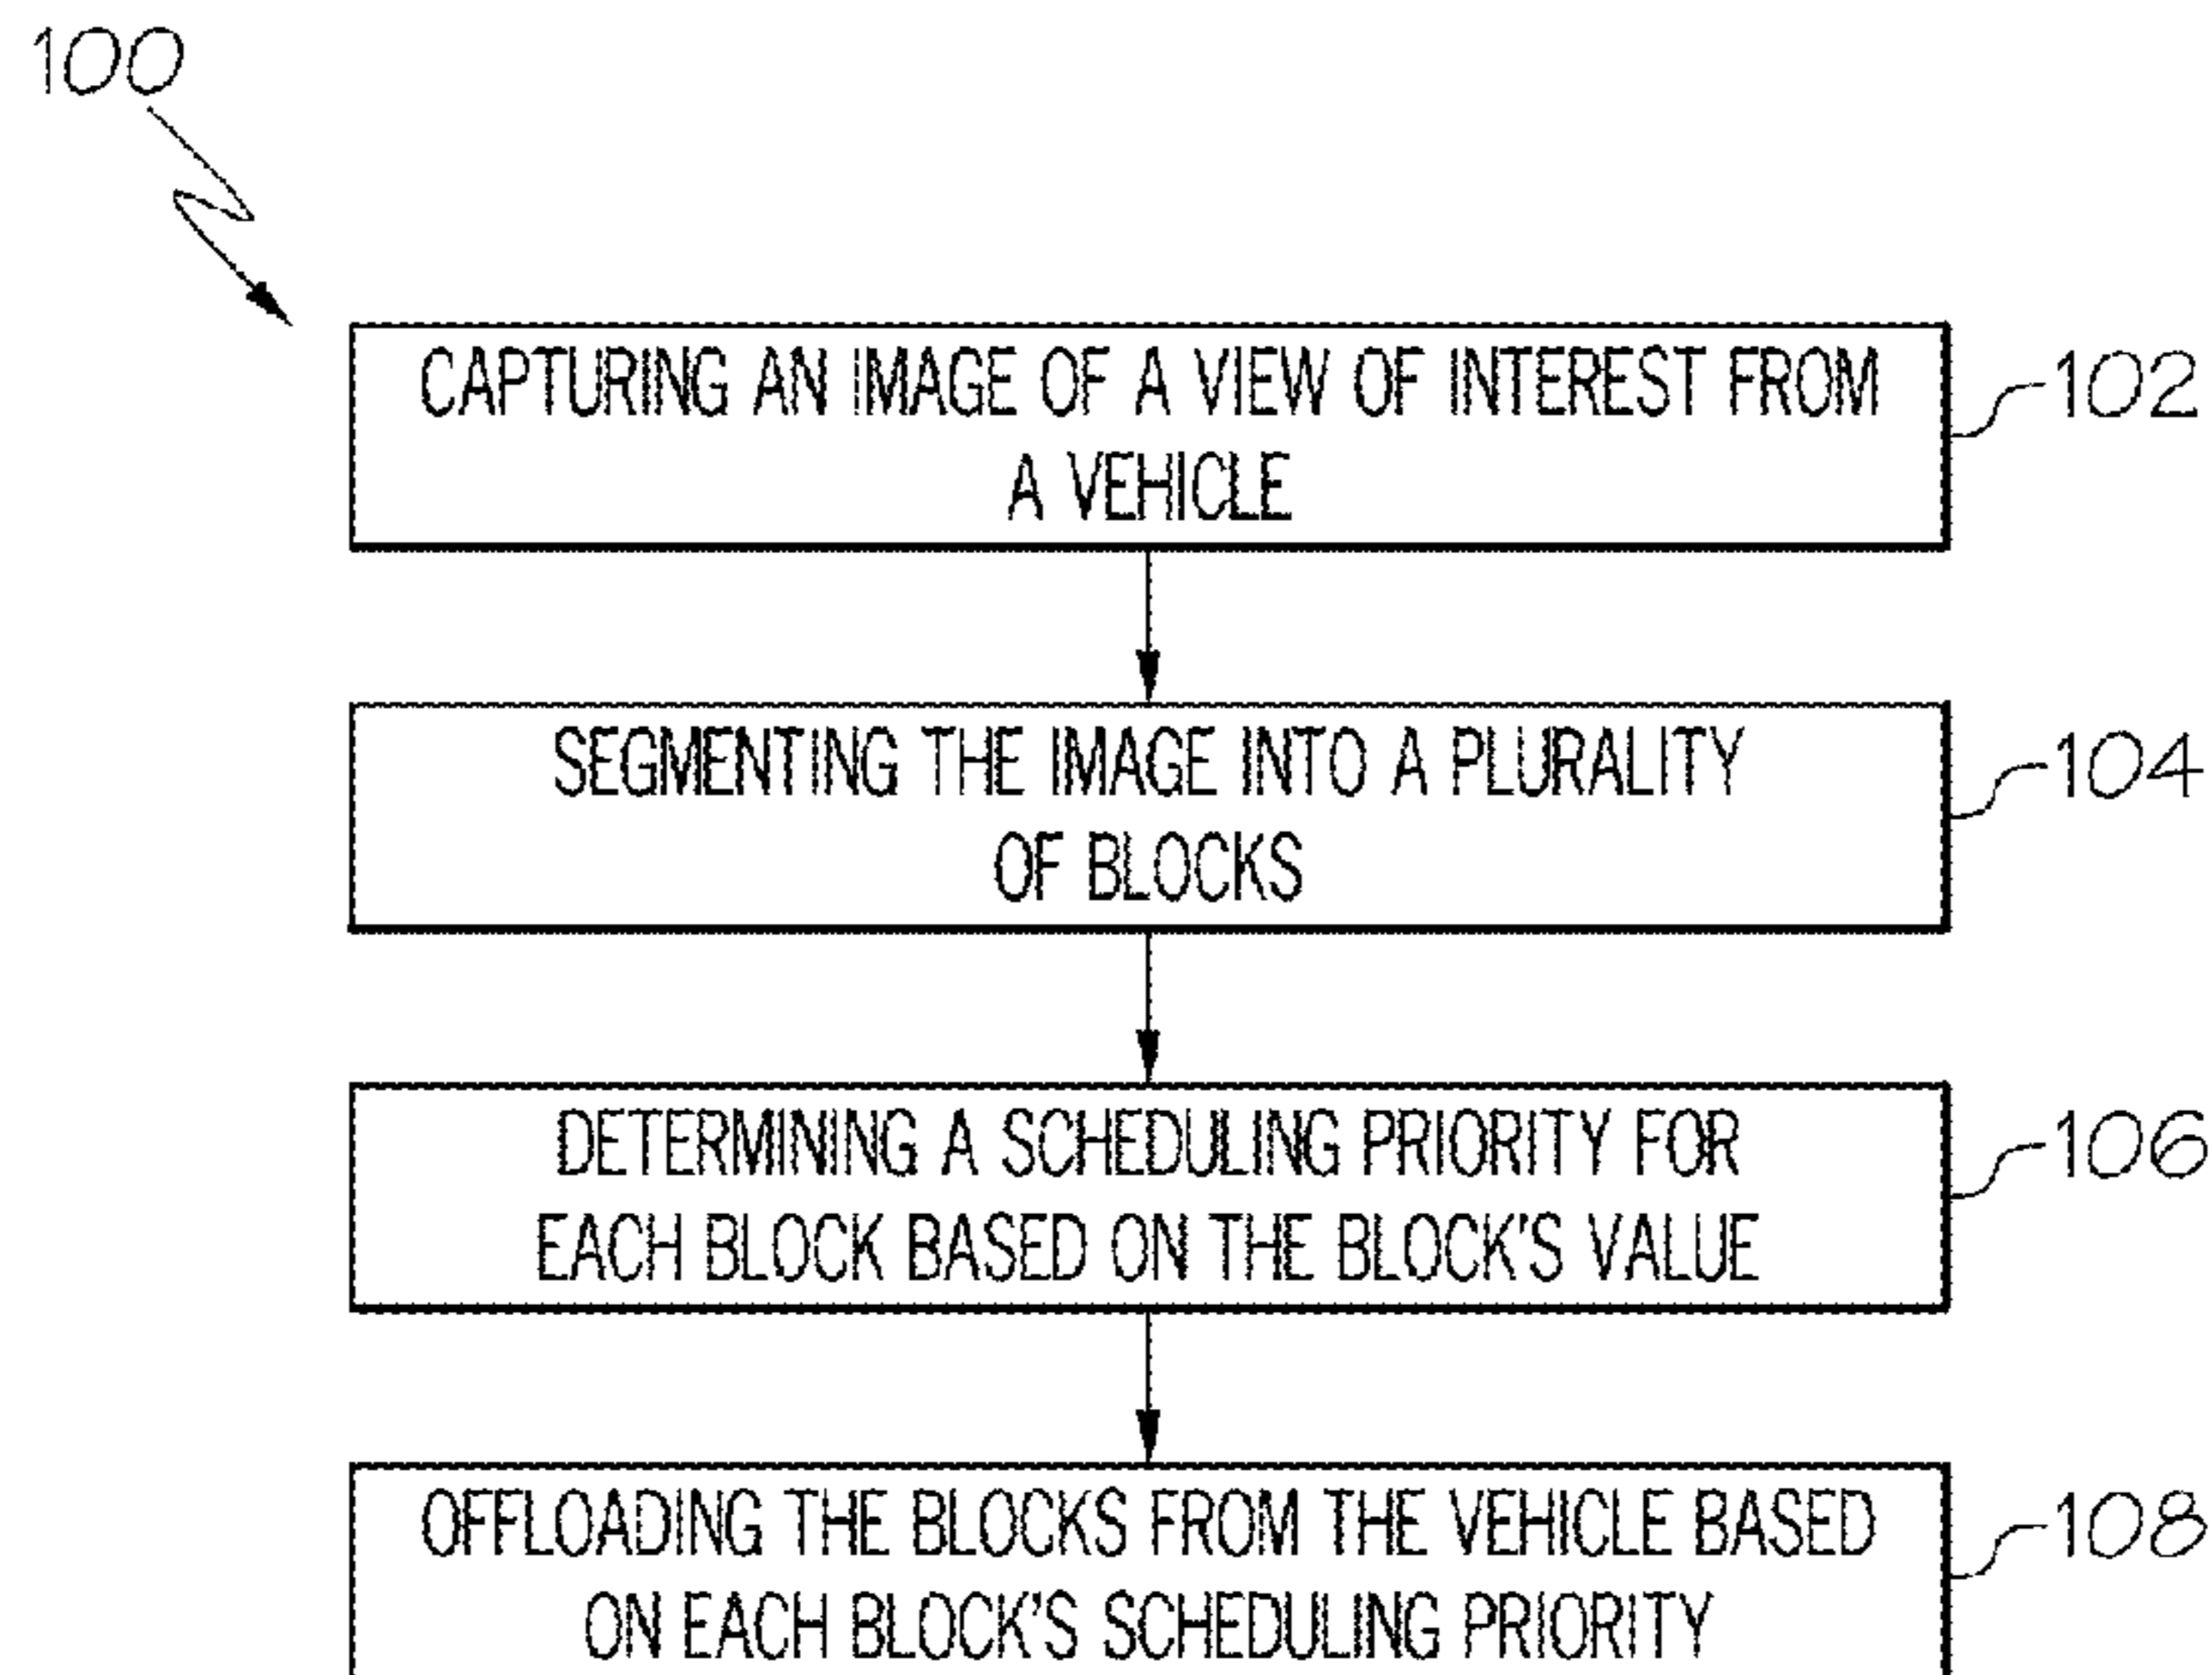 100
CAPTURING AN IMAGE OF A VIEW OF INTEREST FROM
A VEHICLE
102
SEGMENTING THE IMAGE INTO A PLURALITY
OF BLOCKS
104
DETERMINING A SCHEDULING PRIORITY FOR
EACH BLOCK BASED ON THE BLOCK'S VALUE
106
OFFLOADING THE BLOCKS FROM THE VEHICLE BASED
ON EACH BLOCK'S SCHEDULING PRIORITY
108